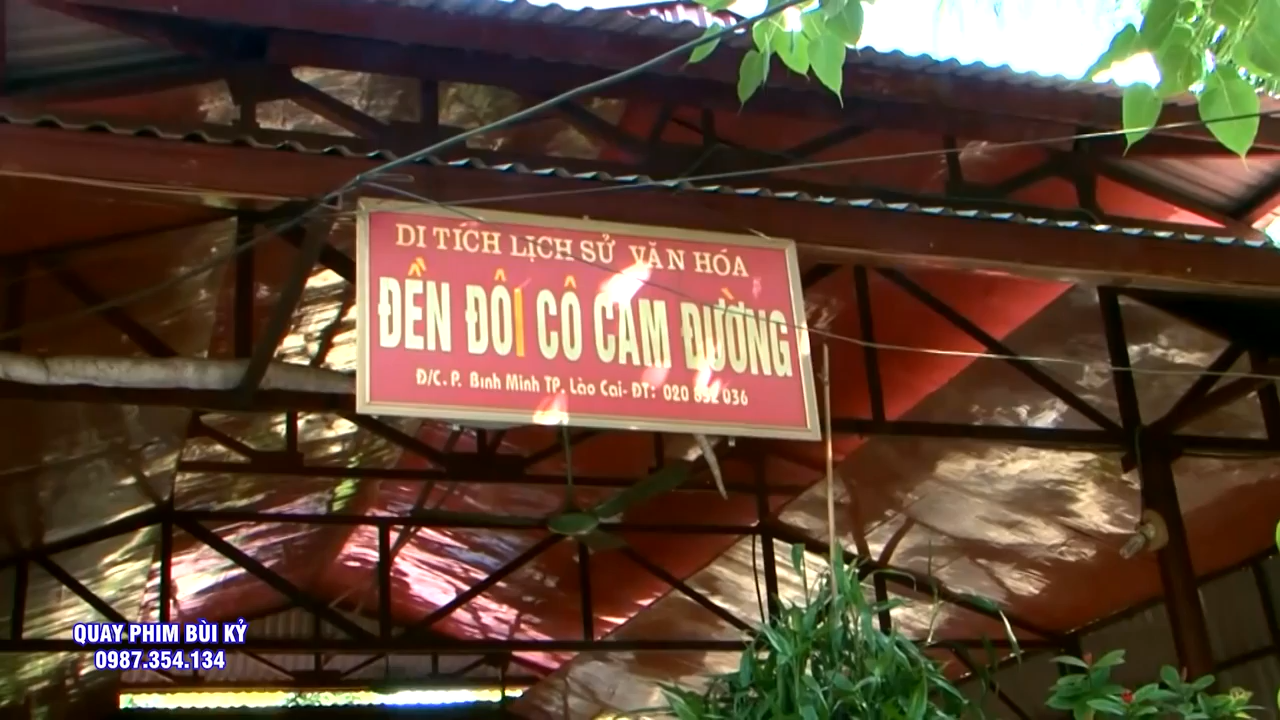 DI TÍCH LỊCH SỬ VĂN HÓA
ĐỀN ĐÔI CÔ CAM ĐƯỜNG
Đ/C. P. Bình Minh TP. Lào Cai- ĐT: 020 852 036
QUAY PHIM BÙI KỶ
0987.354.134